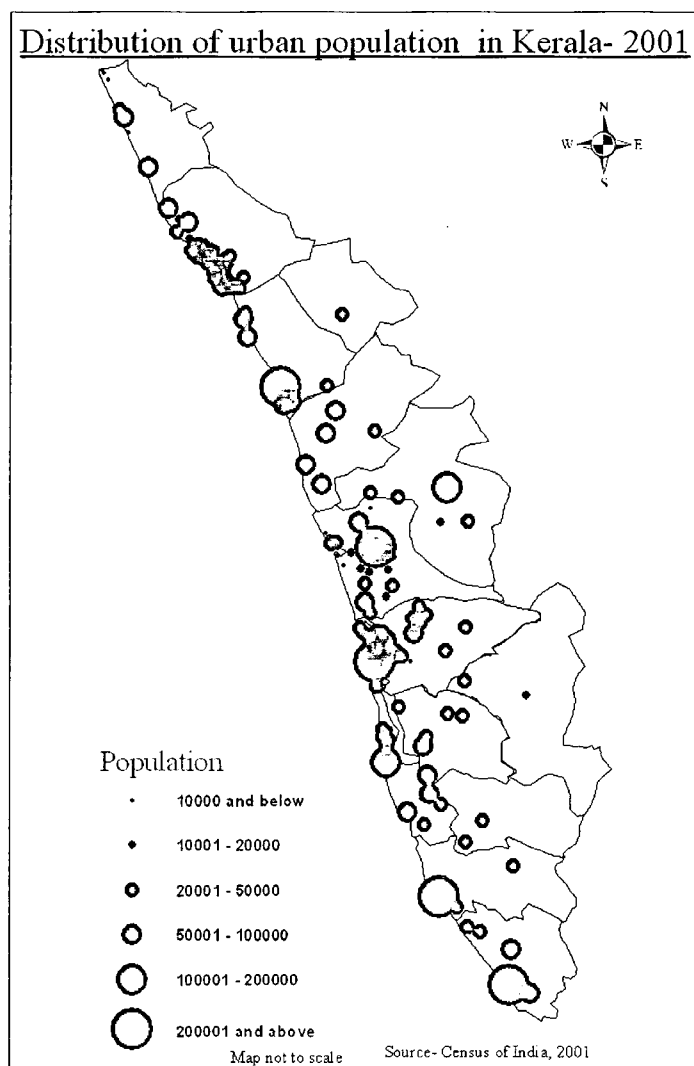 Distribution of urban population in Kerala- 2001
N
W E
S
Population
10000 and below
10001 - 20000
20001 - 50000
50001 - 100000
100001 - 200000
200001 and above
Map not to scale
Source- Census of India, 2001